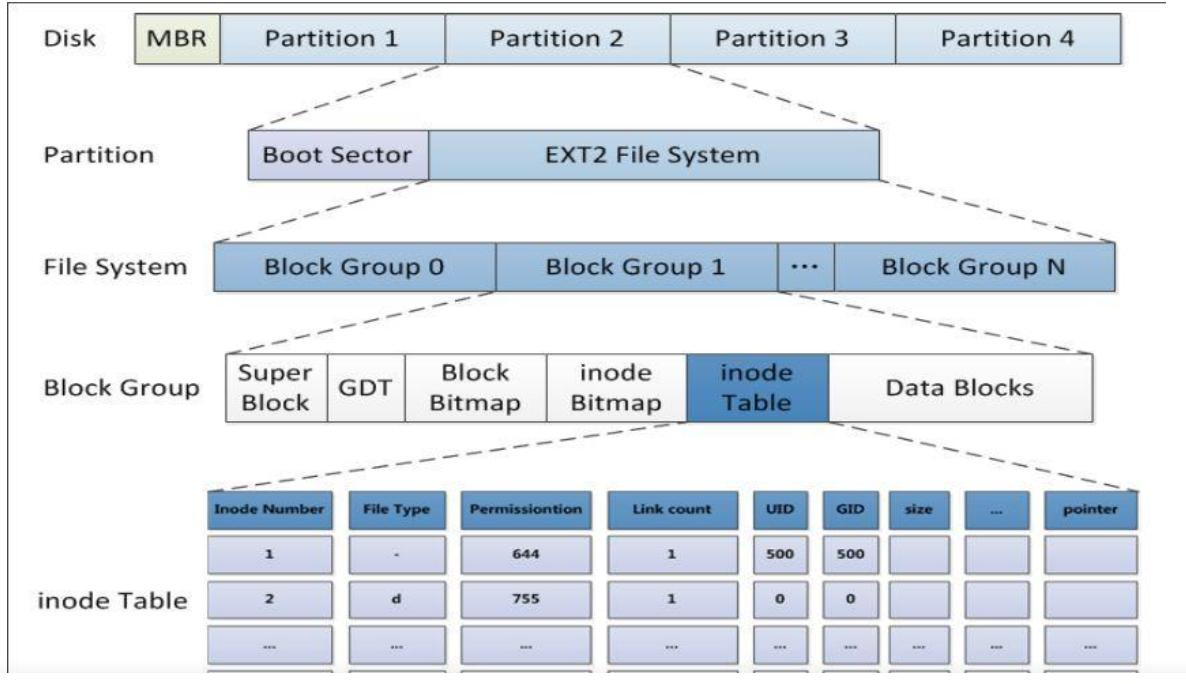 Disk MBR Partition 1 Partition 2 Partition 3 Partition 4
Partition Boot Sector EXT2 File System
File System Block Group 0 Block Group 1 ... Block Group N
Block Group Super Block GDT Block Bitmap inode Bitmap inode Table Data Blocks
Inode Number File Type Permissiontion Link count UID GID size ... pointer
1 - 644 1 500 500
inode Table 2 d 755 1 0 0
... ... ... ... ... ... ... ... ...